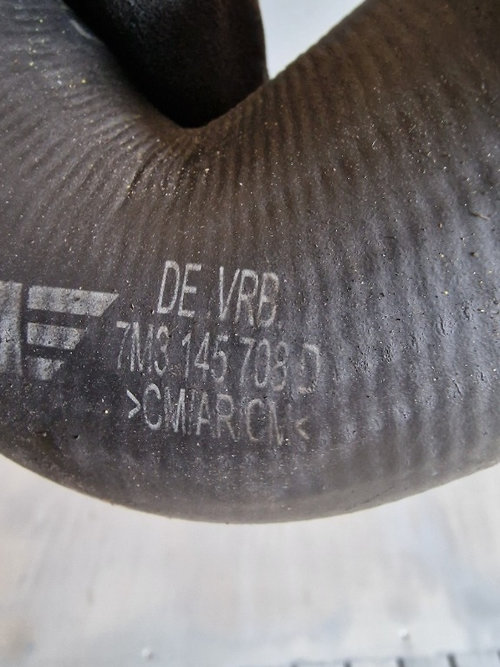 DE VRB.
7M3 145 708 D
>CM/AR/CM<